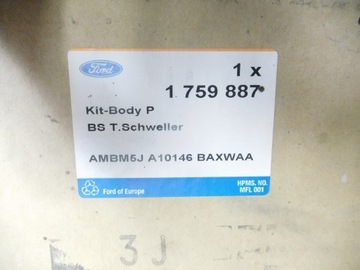 Ford
1 x
1 759 887
Kit-Body P
BS T.Schweller
AMBM5J A10146 BAXWAA
Ford of Europe
HPMS. NO.
MFL 001
3J